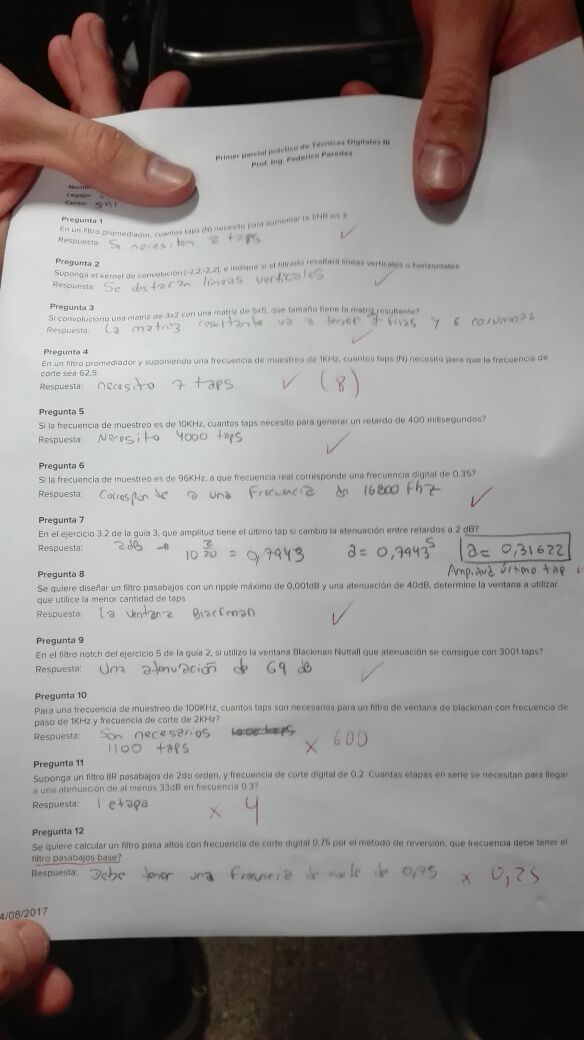 Primer parcial práctico de Técnicas Digitales III
Prof. Ing. Federico Paredes
Legajo:
Curso: 5R1
Pregunta 1
En un filtro promediador, cuantos taps (N) necesito para aumentar la SNR en 3
Respuesta: Se necesitan 2 taps ✓
Pregunta 2
Suponga el kernel de convolución [-2,2;-2,2], e indique si el filtrado resaltará líneas verticales u horizontales
Respuesta: Se obstacan líneas verticales ✓
Pregunta 3
Si convoluciono una matriz de 3x2 con una matriz de 5x5, que tamaño tiene la matriz resultante?
Respuesta: La matriz resultante va a tener 7 filas y 6 columnas ✓
Pregunta 4
En un filtro promediador y suponiendo una frecuencia de muestreo de 1KHz, cuantos taps (N) necesito para que la frecuencia de
corte sea 62,5
Respuesta: necesito 7 taps ✓ (8)
Pregunta 5
Si la frecuencia de muestreo es de 10KHz, cuantos taps necesito para generar un retardo de 400 milisegundos?
Respuesta: Necesito 4000 taps ✓
Pregunta 6
Si la frecuencia de muestreo es de 96KHz, a que frecuencia real corresponde una frecuencia digital de 0,35?
Respuesta: Corresponde a una frecuencia de 16800 Hz ✓
Pregunta 7
En el ejercicio 3.2 de la guía 3, que amplitud tiene el último tap si cambio la atenuación entre retardos a 2 dB?
Respuesta: 2dB → 10^(2/20) = 0,7943 a = 0,7943^5 a = 0,31622
Amplitud último tap
Pregunta 8
Se quiere diseñar un filtro pasabajos con un ripple máximo de 0,001dB y una atenuación de 40dB, determine la ventana a utilizar
que utilice la menor cantidad de taps
Respuesta: La ventana Blackman ✓
Pregunta 9
En el filtro notch del ejercicio 5 de la guía 2, si utilizo la ventana Blackman Nuttall que atenuación se consigue con 3001 taps?
Respuesta: Una atenuación de 69 dB ✓
Pregunta 10
Para una frecuencia de muestreo de 100KHz, cuantos taps son necesarios para un filtro de ventana de blackman con frecuencia de
paso de 1KHz y frecuencia de corte de 2KHz?
Respuesta: Son necesarios
1100 taps x 600
Pregunta 11
Suponga un filtro IIR pasabajos de 2do orden, y frecuencia de corte digital de 0.2. Cuantas etapas en serie se necesitan para llegar
a una atenuación de al menos 33dB en frecuencia 0.3?
Respuesta: 1 etapa x 4
Pregunta 12
Se quiere calcular un filtro pasa altos con frecuencia de corte digital 0.75 por el método de reversión, que frecuencia debe tener el
filtro pasabajos base?
Respuesta: Debe tener una frecuencia de corte de 0,75 x 0,25
4/08/2017